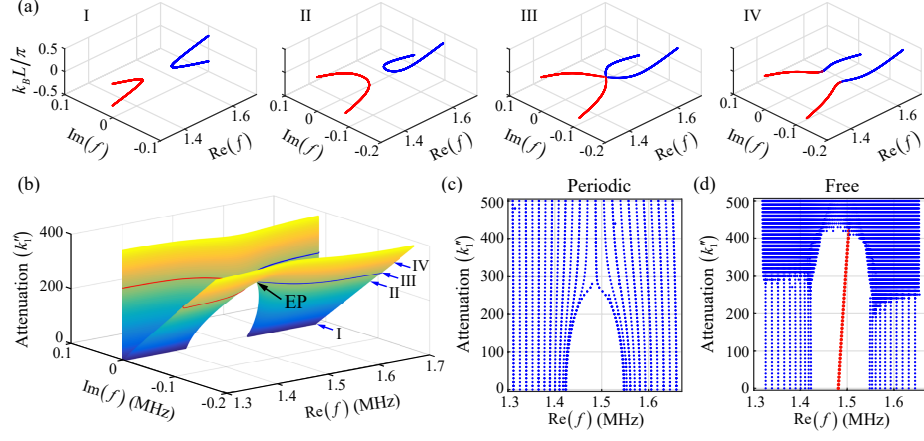 (a) I II III IV
k_B L/π
0.5
0
-0.5
0.1
0
-0.1
Im(f)
1.4
1.6
Re(f)
0.1
0
-0.1
-0.2
Im(f)
1.4
1.6
Re(f)
0.1
0
-0.1
-0.2
Im(f)
1.4
1.6
Re(f)
0.1
0
-0.1
-0.2
Im(f)
1.4
1.6
Re(f)
(b)
Attenuation (k″₁)
400
200
0
0.1
0
-0.1
-0.2
Im(f) (MHz)
1.3
1.4
1.5
1.6
1.7
Re(f) (MHz)
EP
IV
III
II
I
(c) Periodic
Attenuation (k″₁)
500
400
300
200
100
0
1.3 1.4 1.5 1.6
Re(f) (MHz)
(d) Free
Attenuation (k″₁)
500
400
300
200
100
0
1.3 1.4 1.5 1.6
Re(f) (MHz)